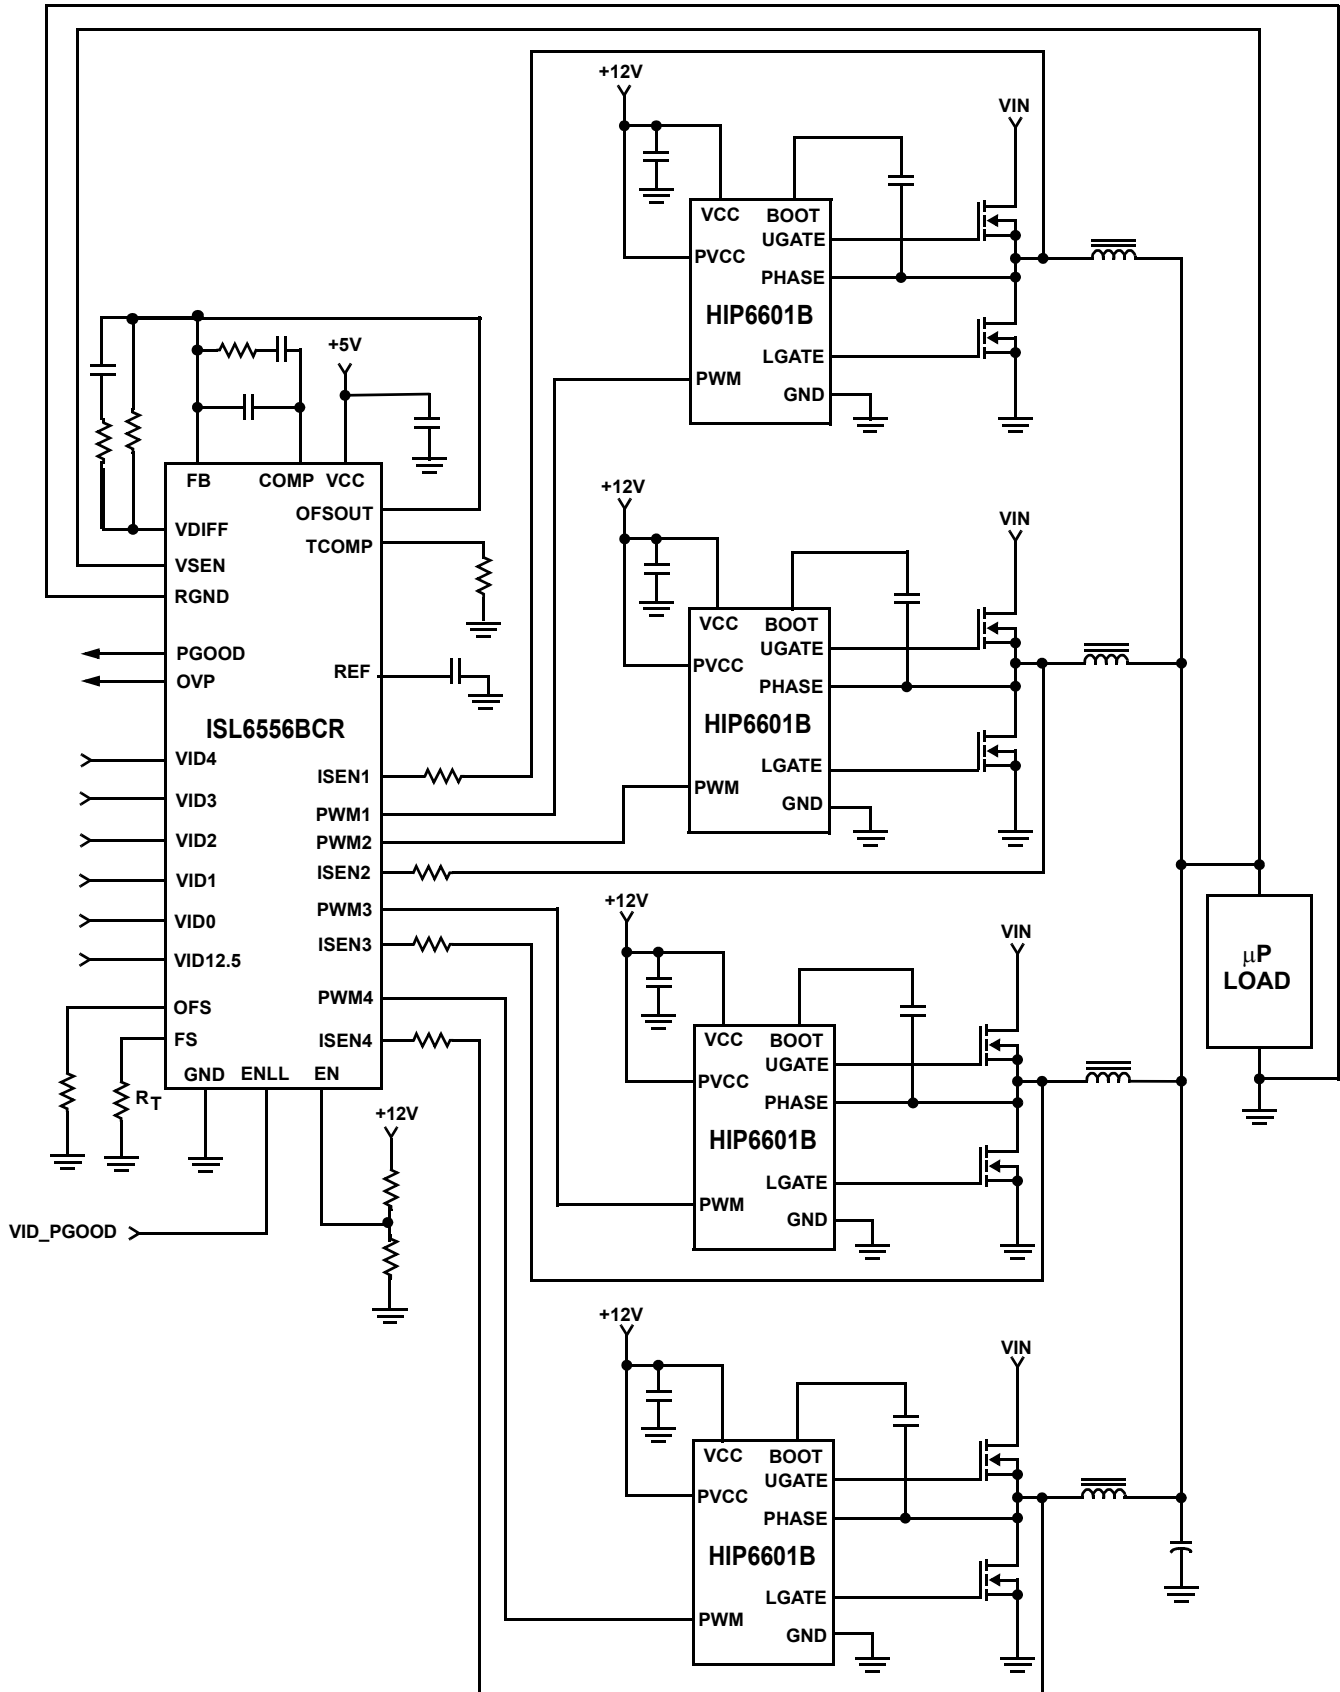 +12V
VIN
VCC
BOOT
UGATE
PVCC
PHASE
HIP6601B
LGATE
PWM
GND
+5V
FB
COMP
VCC
OFSOUT
VDIFF
TCOMP
VSEN
RGND
PGOOD
OVP
REF
ISL6556BCR
VID4
ISEN1
VID3
PWM1
VID2
PWM2
VID1
ISEN2
VID0
PWM3
ISEN3
VID12.5
PWM4
OFS
FS
ISEN4
GND
ENLL
EN
RT
+12V
VID_PGOOD
+12V
VIN
VCC
BOOT
UGATE
PVCC
PHASE
HIP6601B
LGATE
PWM
GND
+12V
VIN
VCC
BOOT
UGATE
PVCC
PHASE
HIP6601B
LGATE
PWM
GND
μP
LOAD
+12V
VIN
VCC
BOOT
UGATE
PVCC
PHASE
HIP6601B
LGATE
PWM
GND